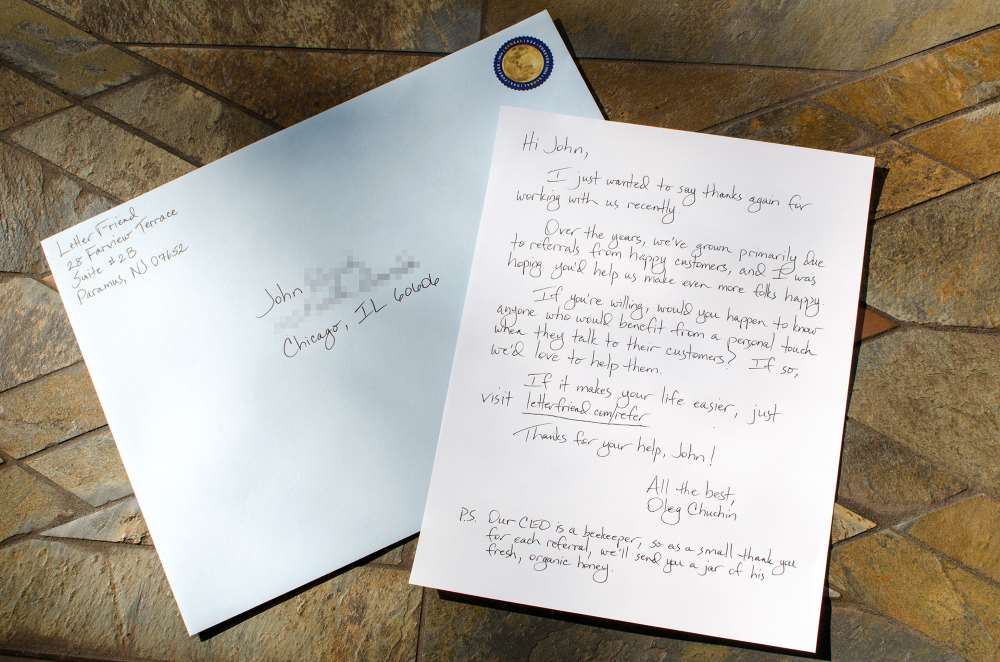 Letter Friend
28 Fairview Terrace
Suite #2B
Paramus, NJ 07652
John
Chicago, IL 60606
Hi John,
I just wanted to say thanks again for
working with us recently
Over the years, we've grown primarily due
to referrals from happy customers, and I was
hoping you'd help us make even more folks happy.
If you're willing, would you happen to know
anyone who would benefit from a personal touch
when they talk to their customers? If so,
we'd love to help them.
If it makes your life easier, just
visit letterfriend.com/refer
Thanks for your help, John!
All the best,
Oleg Chuchin
P.S. Our CEO is a beekeeper, so as a small thank you
for each referral, we'll send you a jar of his
fresh, organic honey.